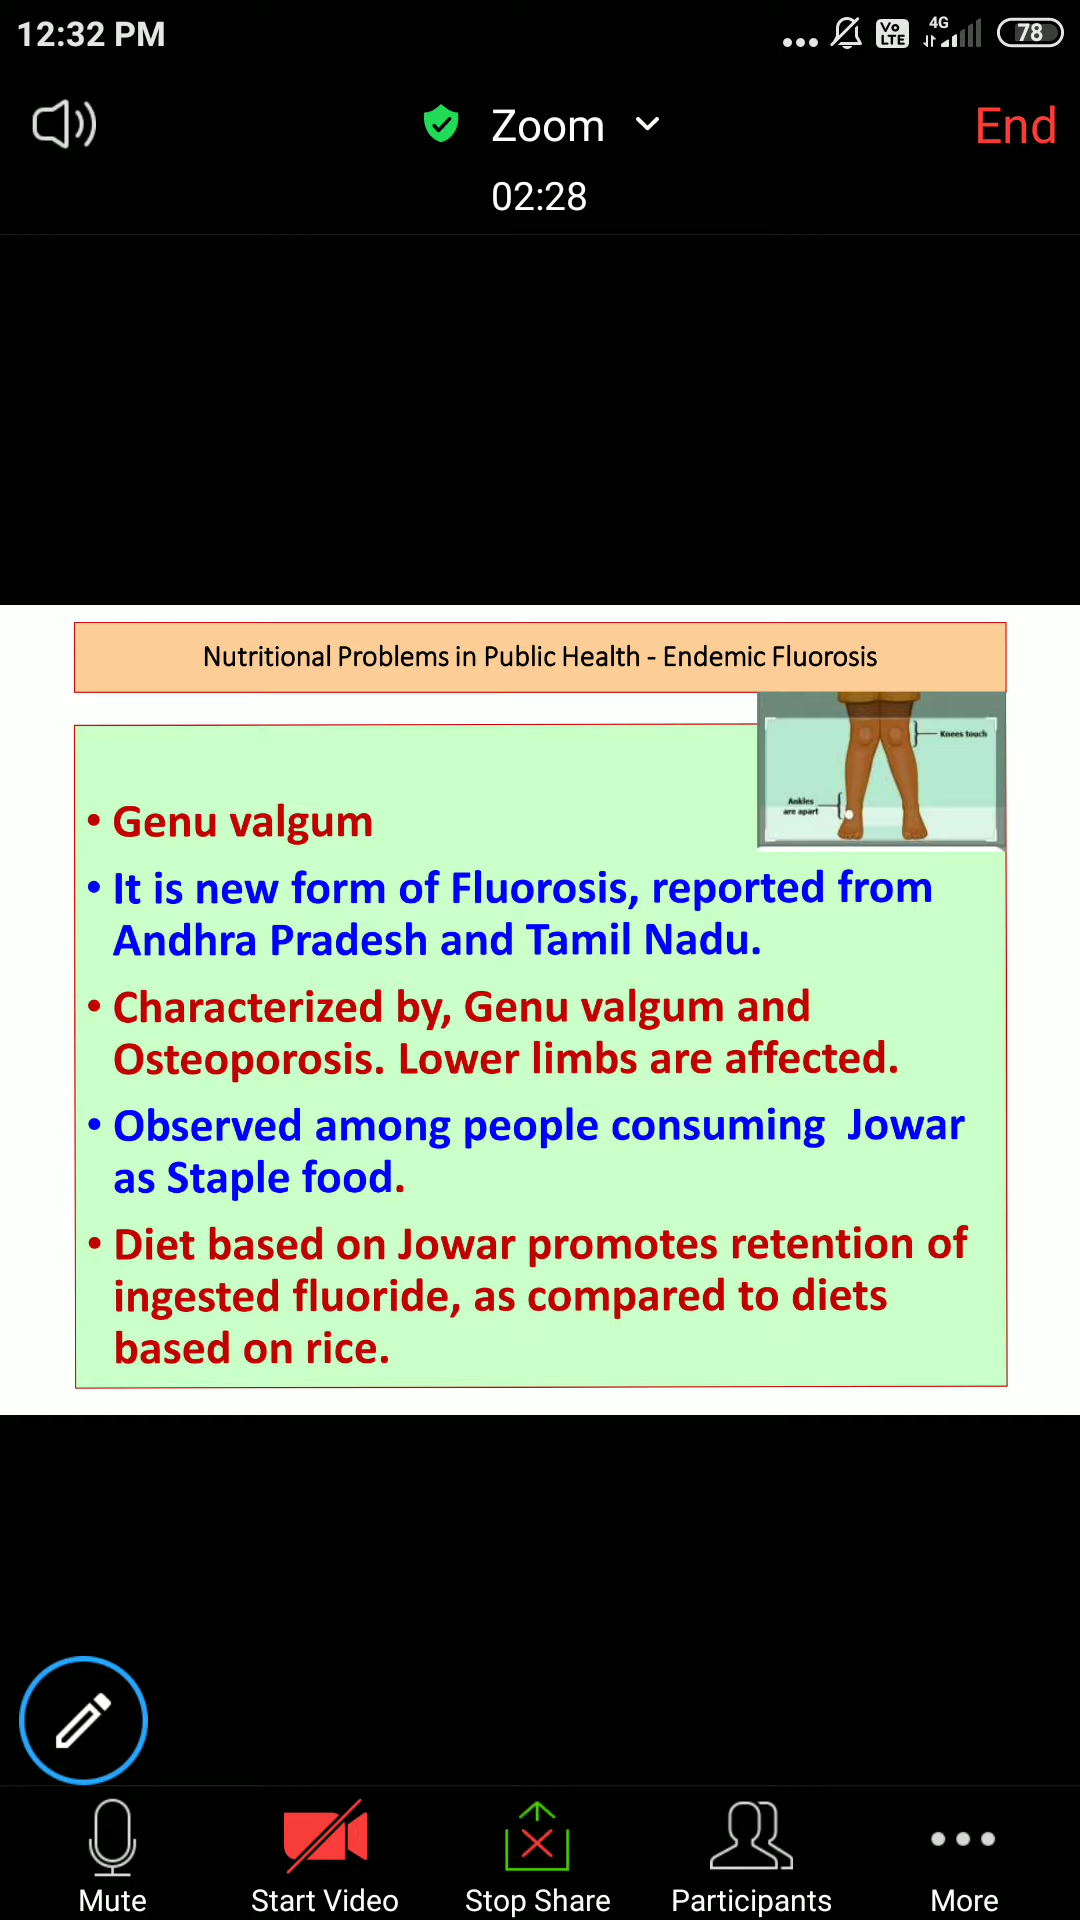 12:32 PM
Vo LTE
4G
78
Zoom
End
02:28
Nutritional Problems in Public Health - Endemic Fluorosis
Knees touch
Ankles
are apart
• Genu valgum
• It is new form of Fluorosis, reported from
Andhra Pradesh and Tamil Nadu.
• Characterized by, Genu valgum and
Osteoporosis. Lower limbs are affected.
• Observed among people consuming  Jowar
as Staple food.
• Diet based on Jowar promotes retention of
ingested fluoride, as compared to diets
based on rice.
Mute
Start Video
Stop Share
Participants
More